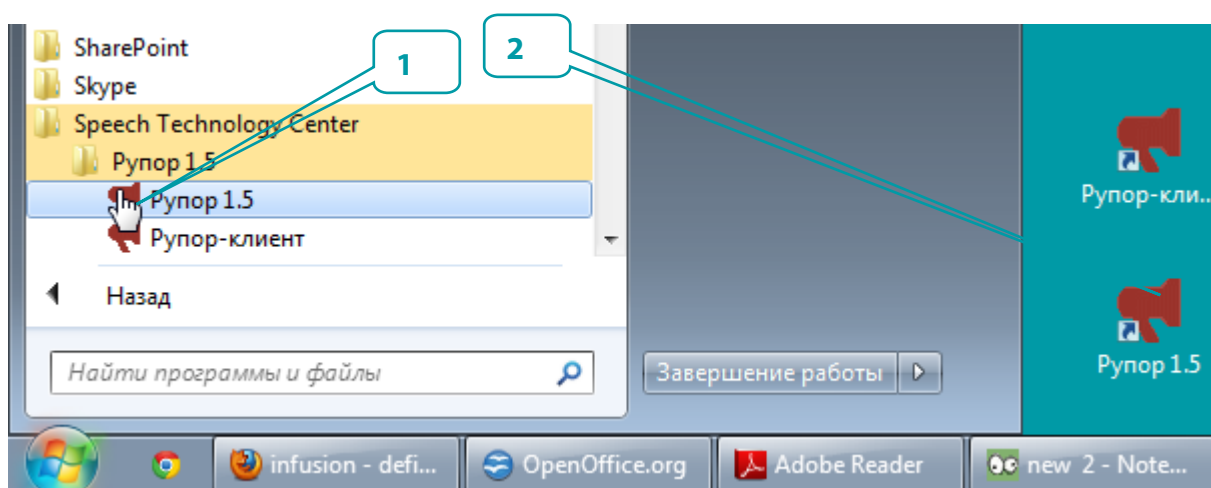 SharePoint
Skype
Speech Technology Center
Рупор 1.5
Рупор 1.5
Рупор-клиент
Назад
Найти программы и файлы
Завершение работы
1
2
Рупор-кли...
Рупор 1.5
infusion - defi...
OpenOffice.org
Adobe Reader
new 2 - Note...